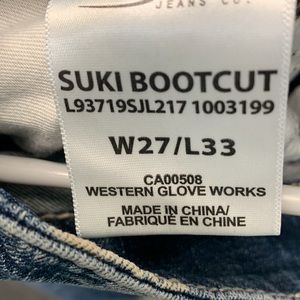 JEANS CO.
SUKI BOOTCUT
L93719SJL217 1003199
W27/L33
CA00508
WESTERN GLOVE WORKS
MADE IN CHINA/
FABRIQUÉ EN CHINE